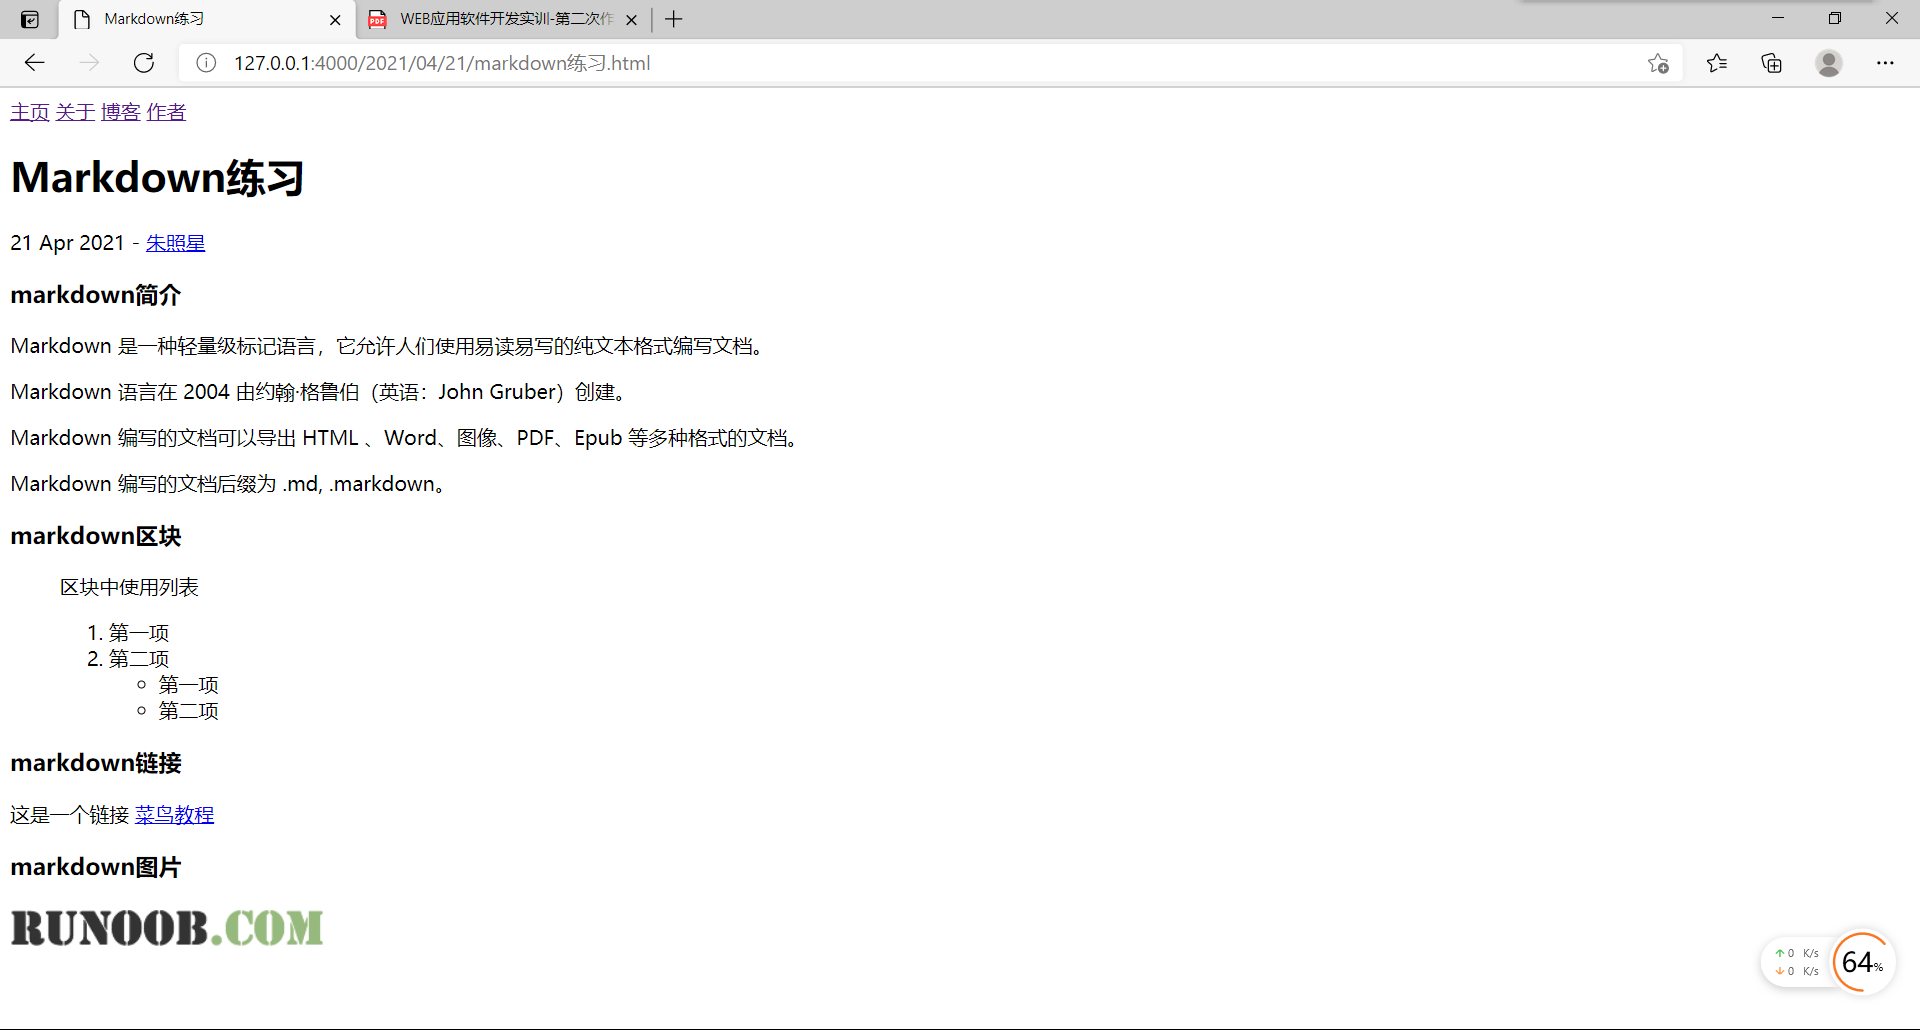 Markdown练习
WEB应用软件开发实训-第二次作
127.0.0.1:4000/2021/04/21/markdown练习.html
主页 关于 博客 作者
Markdown练习
21 Apr 2021 - 朱照星
markdown简介
Markdown 是一种轻量级标记语言，它允许人们使用易读易写的纯文本格式编写文档。
Markdown 语言在 2004 由约翰·格鲁伯（英语：John Gruber）创建。
Markdown 编写的文档可以导出 HTML 、Word、图像、PDF、Epub 等多种格式的文档。
Markdown 编写的文档后缀为 .md, .markdown。
markdown区块
区块中使用列表
1. 第一项
2. 第二项
第一项
第二项
markdown链接
这是一个链接 菜鸟教程
markdown图片
RUNOOB.COM
↑ 0 K/s
↓ 0 K/s
64%